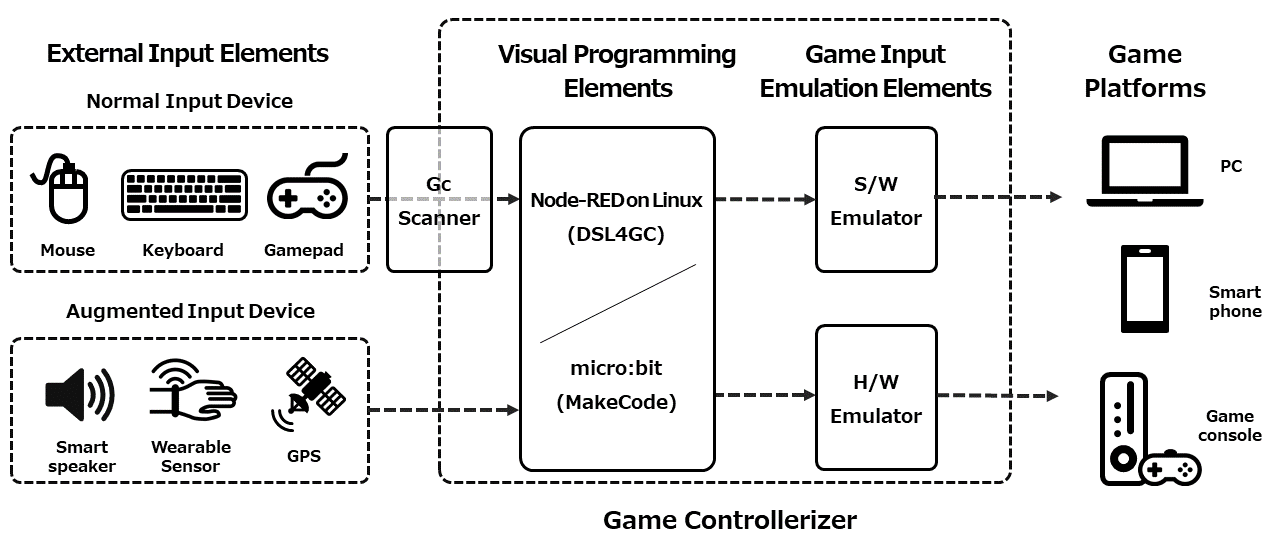 External Input Elements
Normal Input Device
Mouse
Keyboard
Gamepad
Augmented Input Device
Smart
speaker
Wearable
Sensor
GPS
Gc
Scanner
Visual Programming
Elements
Node-RED on Linux
(DSL4GC)
micro:bit
(MakeCode)
Game Input
Emulation Elements
S/W
Emulator
H/W
Emulator
Game
Platforms
PC
Smart
phone
Game
console
Game Controllerizer